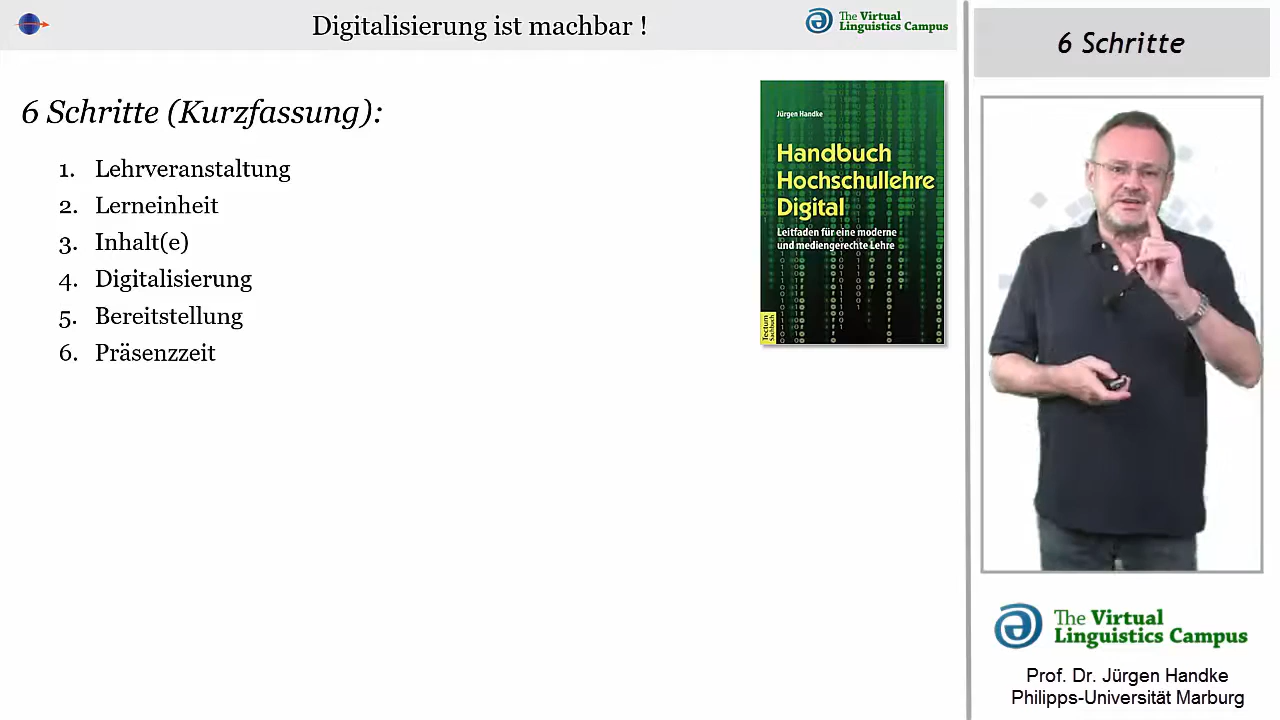 Digitalisierung ist machbar !
The Virtual
Linguistics Campus
6 Schritte
6 Schritte (Kurzfassung):
1. Lehrveranstaltung
2. Lerneinheit
3. Inhalt(e)
4. Digitalisierung
5. Bereitstellung
6. Präsenzzeit
Jürgen Handke
Handbuch
Hochschullehre
Digital
Leitfaden für eine moderne
und mediengerechte Lehre
Tectum
Sachbuch
The Virtual
Linguistics Campus
Prof. Dr. Jürgen Handke
Philipps-Universität Marburg